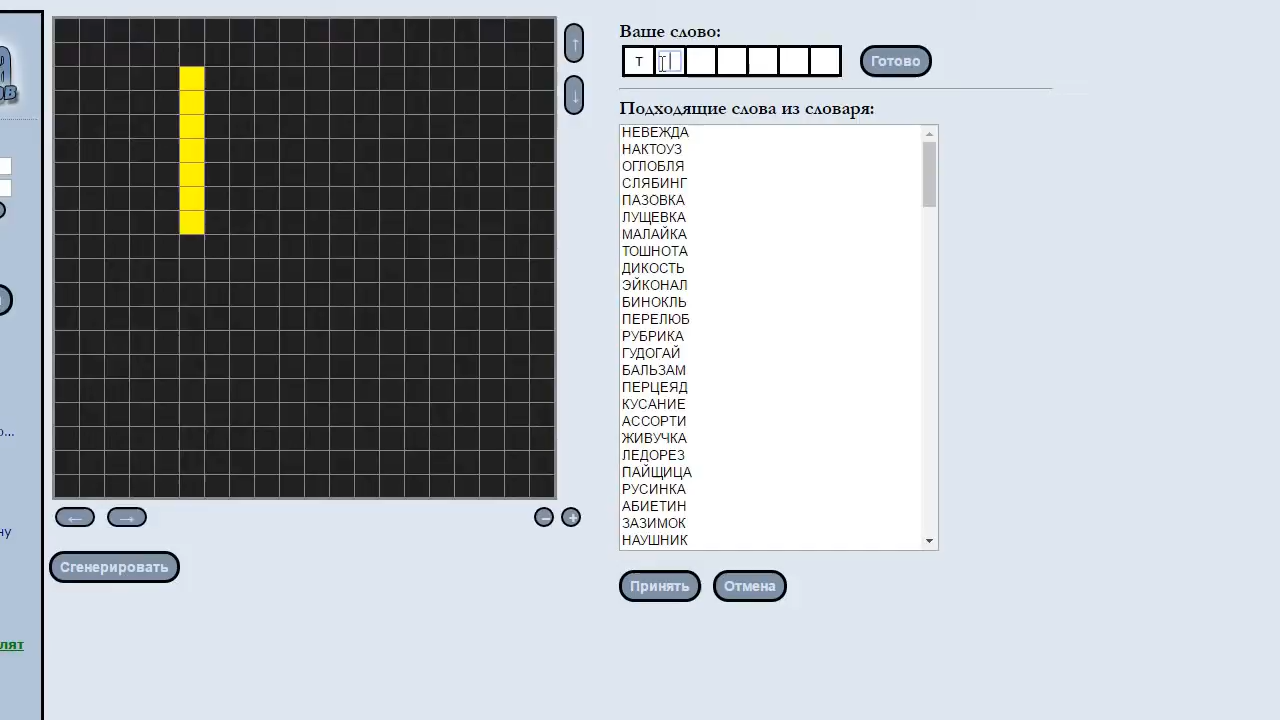 Ваше слово:
т
Готово
Подходящие слова из словаря:
НЕВЕЖДА
НАКТОУЗ
ОГЛОБЛЯ
СЛЯБИНГ
ПАЗОВКА
ЛУЩЕВКА
МАЛАЙКА
ТОШНОТА
ДИКОСТЬ
ЭЙКОНАЛ
БИНОКЛЬ
ПЕРЕЛЮБ
РУБРИКА
ГУДОГАЙ
БАЛЬЗАМ
ПЕРЦЕЯД
КУСАНИЕ
АССОРТИ
ЖИВУЧКА
ЛЕДОРЕЗ
ПАЙЩИЦА
РУСИНКА
АБИЕТИН
ЗАЗИМОК
НАУШНИК
Принять
Отмена
Сгенерировать